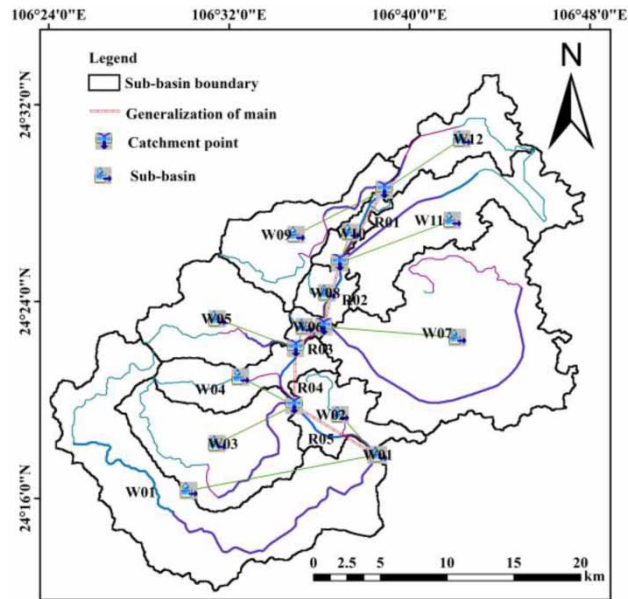 106°24'0"E 106°32'0"E 106°40'0"E 106°48'0"E
24°32'0"N
24°24'0"N
24°16'0"N
Legend
Sub-basin boundary
Generalization of main
Catchment point
Sub-basin
N
W12
W09
W10
R01
W11
W08
R02
W05
W06
W07
R03
W04
R04
W02
W03
R05
W01
W01
0 2.5 5 10 15 20
km